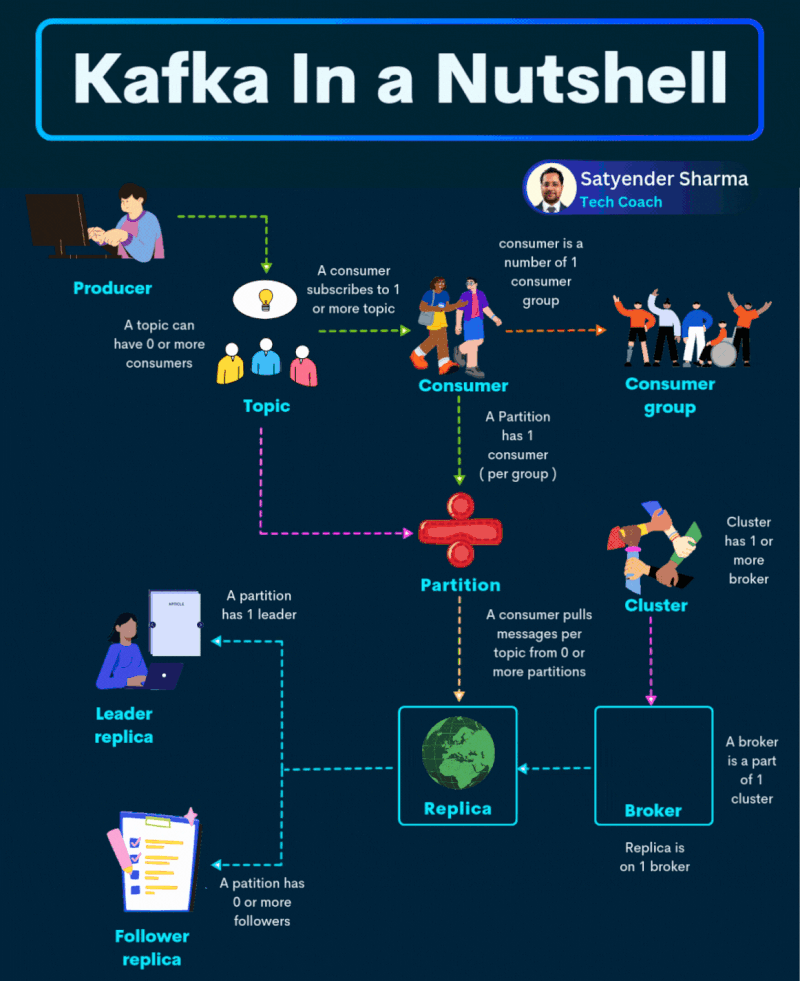 Kafka In a Nutshell
Satyender Sharma
Tech Coach
Producer
A topic can
have 0 or more
consumers
Topic
A consumer
subscribes to 1
or more topic
Consumer
consumer is a
number of 1
consumer
group
Consumer
group
A Partition
has 1
consumer
( per group )
Partition
Cluster
has 1 or
more
broker
Cluster
A partition
has 1 leader
ARTICLE
Leader
replica
A consumer pulls
messages per
topic from 0 or
more partitions
Replica
Broker
A broker
is a part
of 1
cluster
Replica is
on 1 broker
A patition has
0 or more
followers
Follower
replica